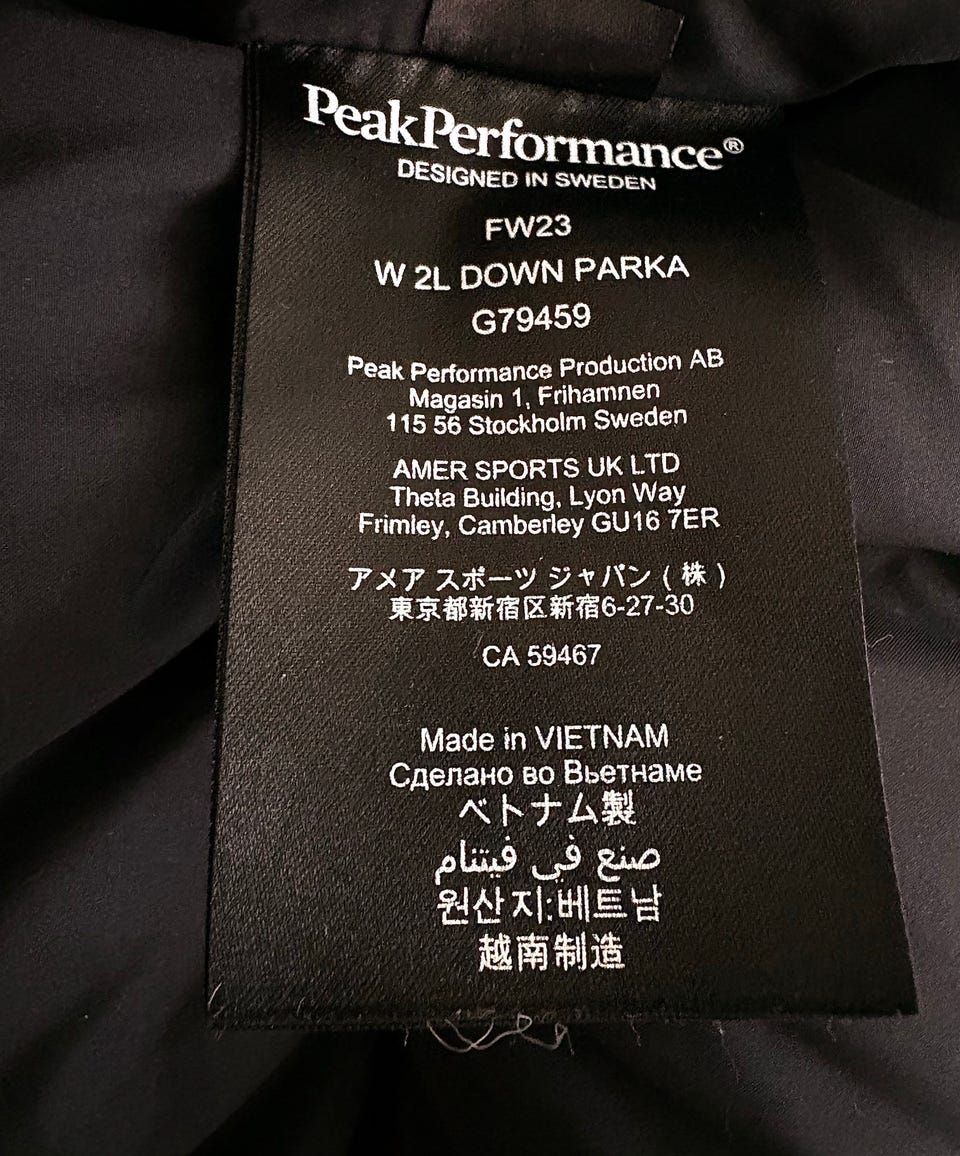 PeakPerformance®
DESIGNED IN SWEDEN
FW23
W 2L DOWN PARKA
G79459
Peak Performance Production AB
Magasin 1, Frihamnen
115 56 Stockholm Sweden
AMER SPORTS UK LTD
Theta Building, Lyon Way
Frimley, Camberley GU16 7ER
アメア スポーツ ジャパン ( 株 )
東京都新宿区新宿6-27-30
CA 59467
Made in VIETNAM
Сделано во Вьетнаме
ベトナム製
صنع في فيتنام
원산지:베트남
越南制造